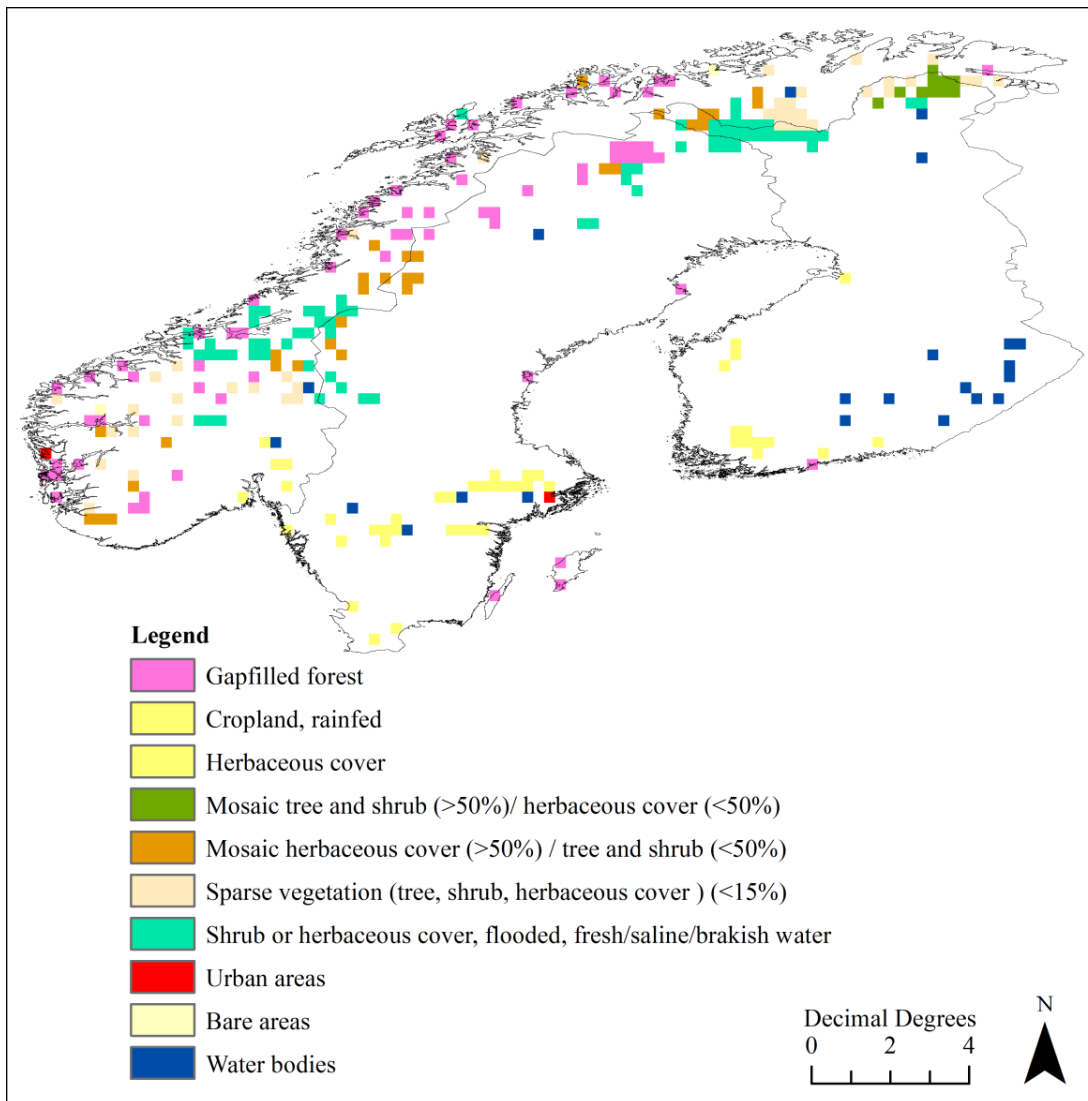 Legend
Gapfilled forest
Cropland, rainfed
Herbaceous cover
Mosaic tree and shrub (>50%)/ herbaceous cover (<50%)
Mosaic herbaceous cover (>50%) / tree and shrub (<50%)
Sparse vegetation (tree, shrub, herbaceous cover ) (<15%)
Shrub or herbaceous cover, flooded, fresh/saline/brakish water
Urban areas
Bare areas
Water bodies
Decimal Degrees
0 2 4
N